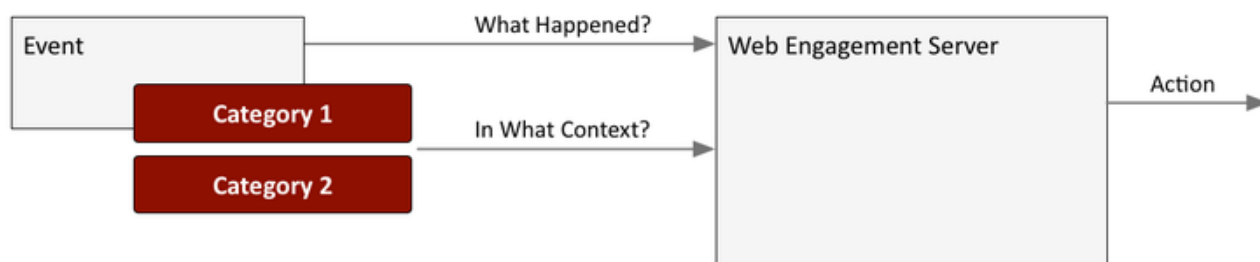 Event
What Happened?
Web Engagement Server
Category 1
Action
In What Context?
Category 2